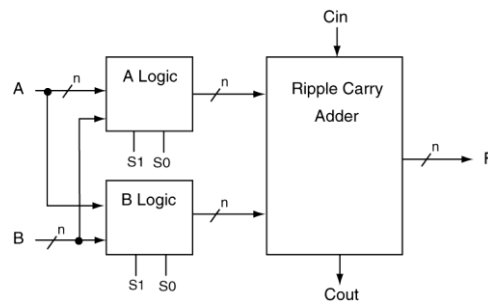 Cin
A
n
A Logic
n
Ripple Carry
Adder
S1 S0
n
F
B
n
B Logic
n
S1 S0
Cout